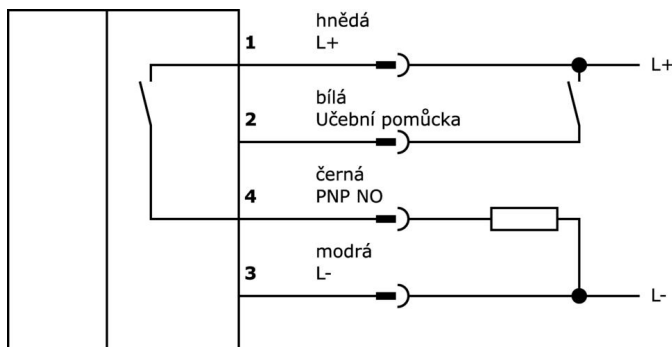 hnědá
1 L+
L+
bílá
2 Učební pomůcka
černá
4 PNP NO
modrá
3 L-
L-